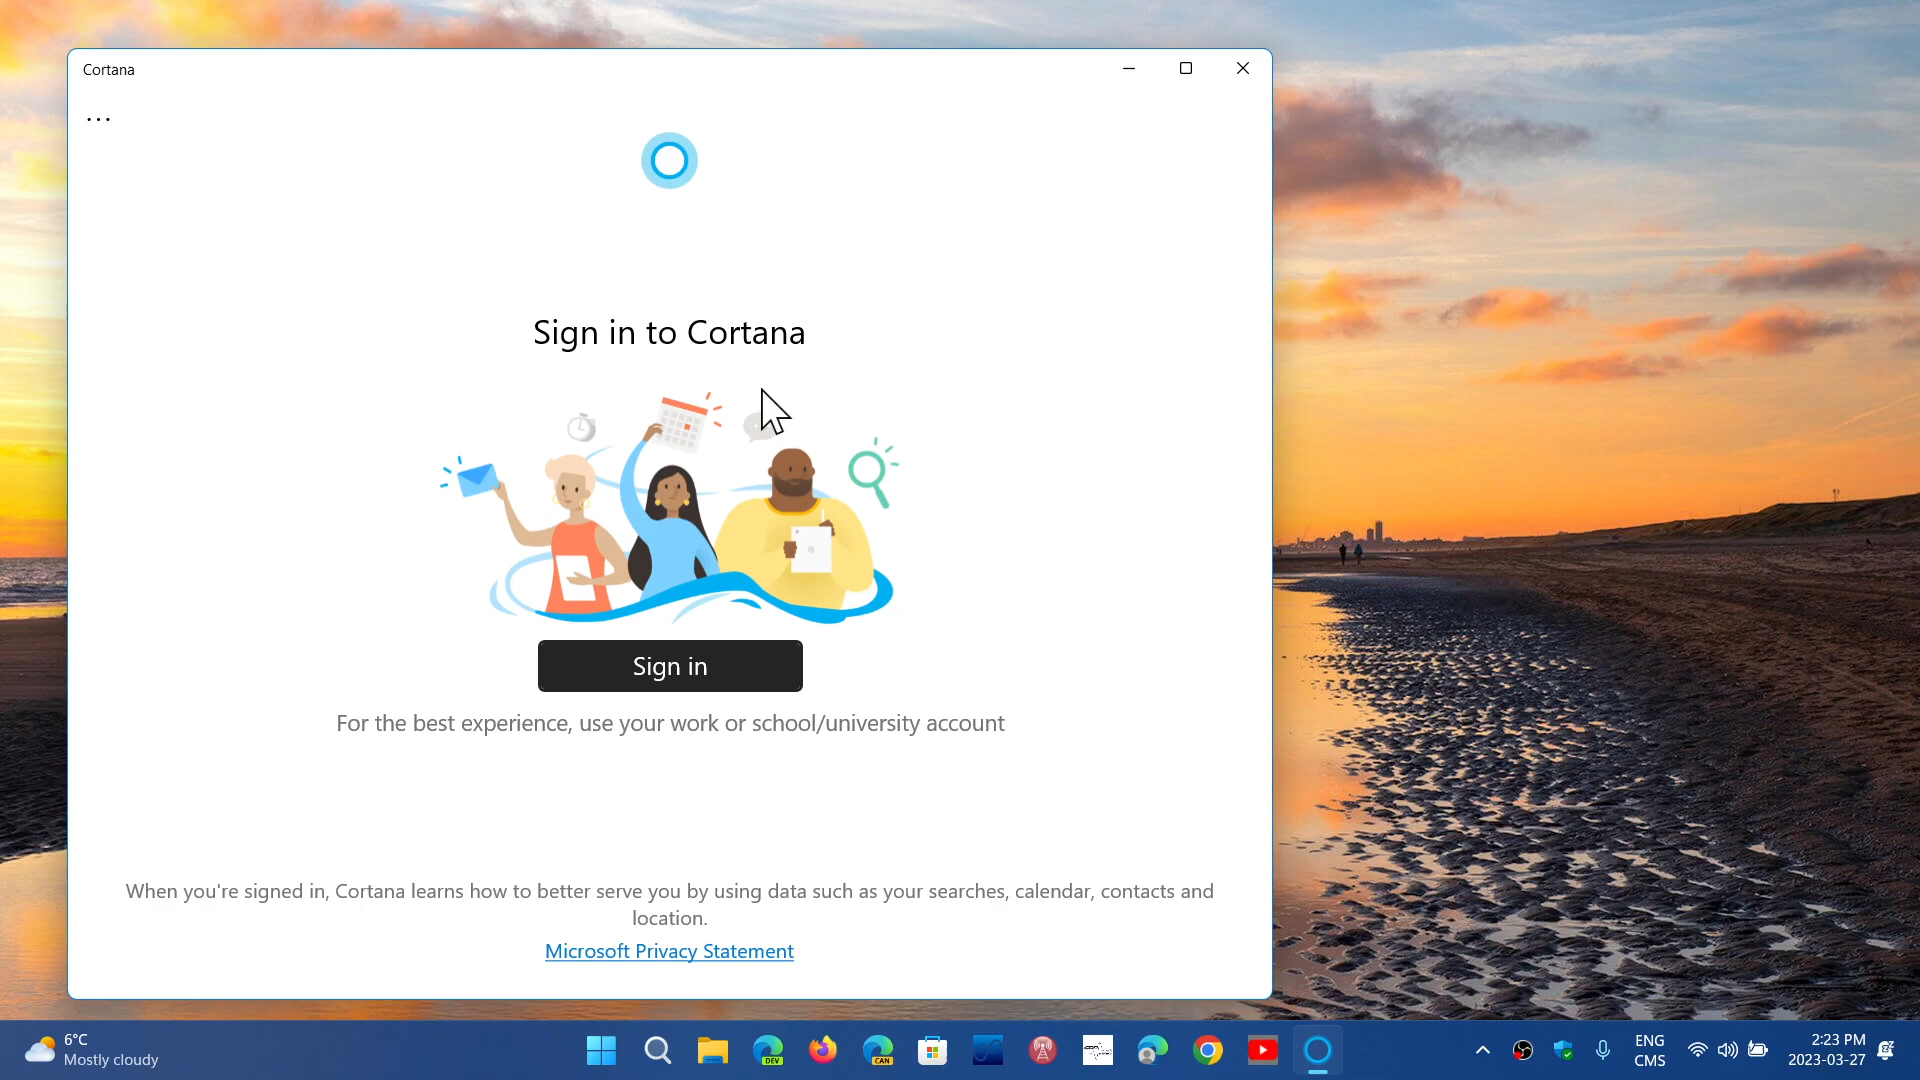 Cortana
...
Sign in to Cortana
Sign in
For the best experience, use your work or school/university account
When you're signed in, Cortana learns how to better serve you by using data such as your searches, calendar, contacts and
location.
Microsoft Privacy Statement
6°C
Mostly cloudy
DEV
CAN
ENG
CMS
2:23 PM
2023-03-27